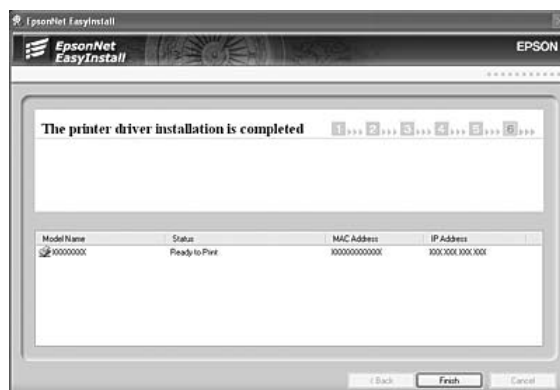 EpsonNet EasyInstall
EpsonNet
EasyInstall
EPSON
The printer driver installation is completed
1 2 3 4 5 6
Model Name Status MAC Address IP Address
XXXXXXXX Ready to Print XXXXXXXXXXXX XXX.XXX.XXX.XXX
< Back Finish Cancel